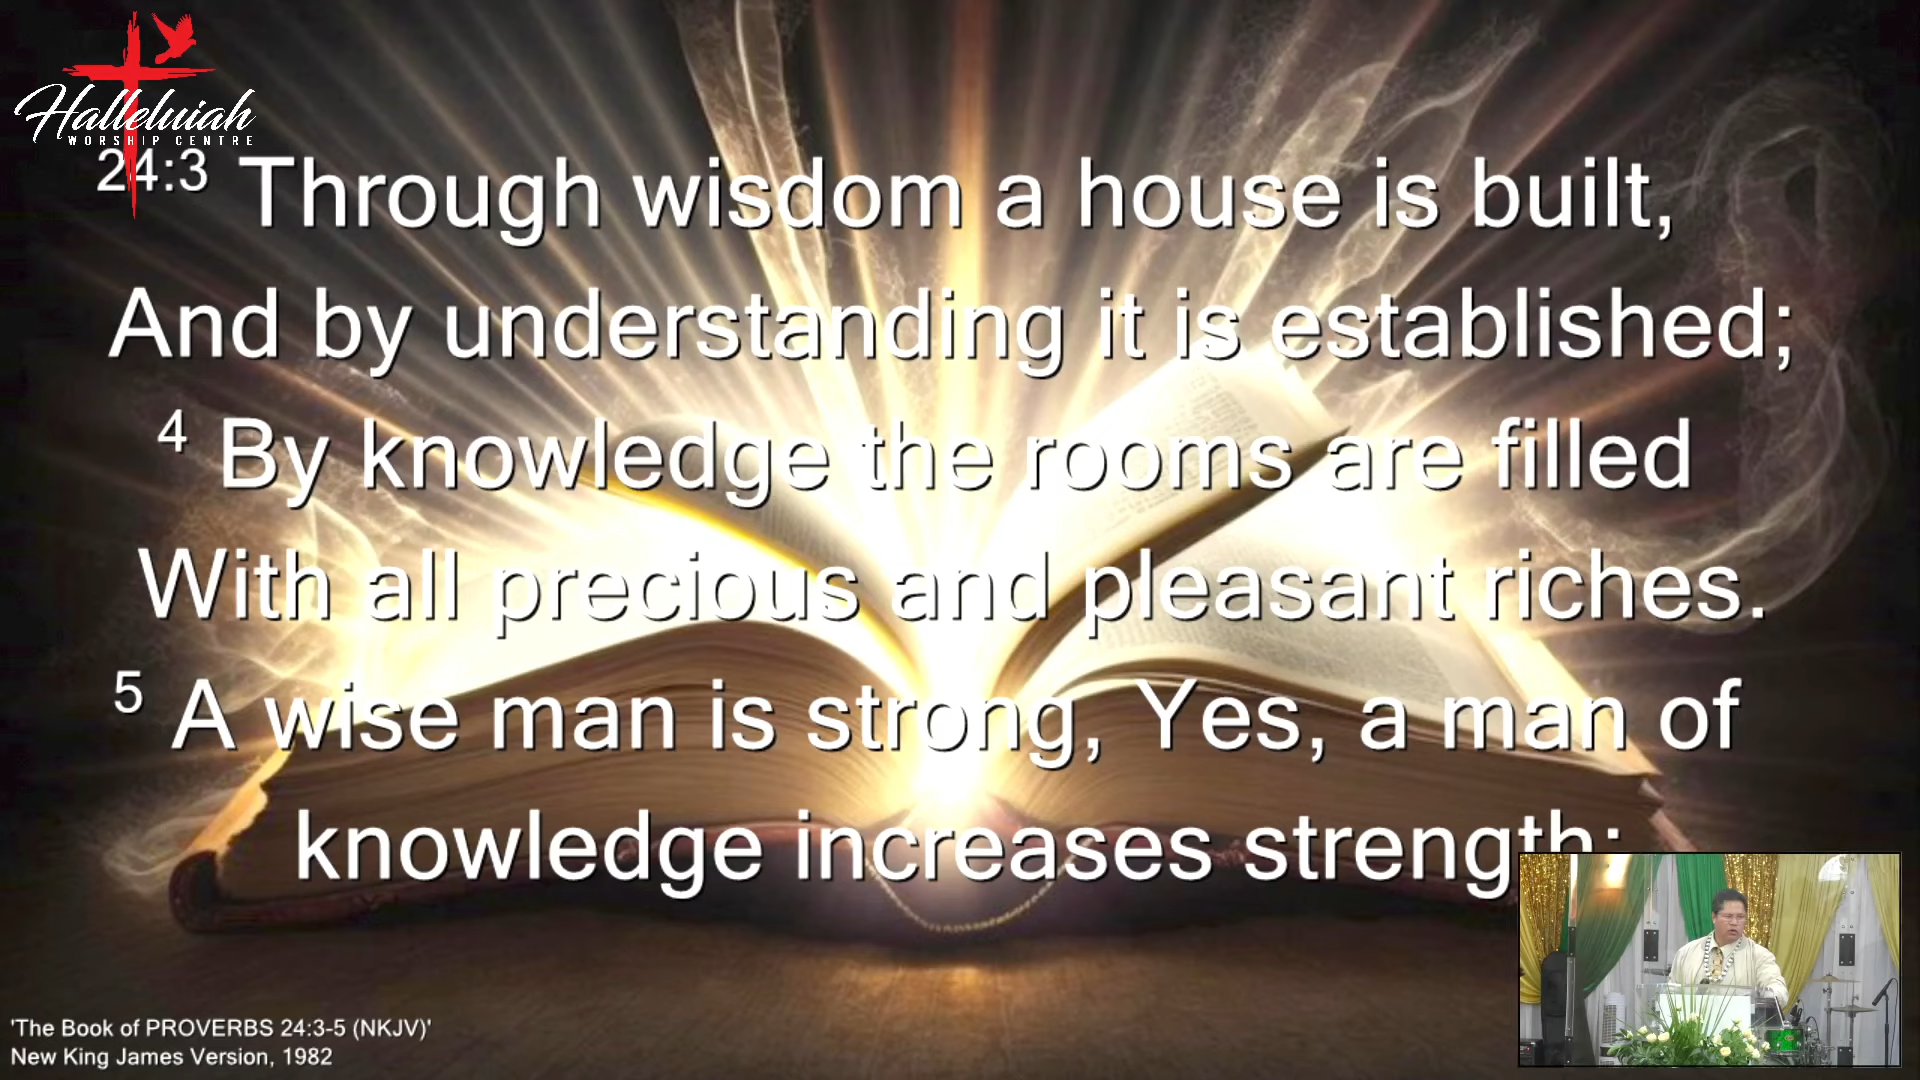 Halleluiah
WORSHIP CENTRE
24:3 Through wisdom a house is built,
And by understanding it is established;
4 By knowledge the rooms are filled
With all precious and pleasant riches.
5 A wise man is strong, Yes, a man of
knowledge increases strength;
'The Book of PROVERBS 24:3-5 (NKJV)'
New King James Version, 1982